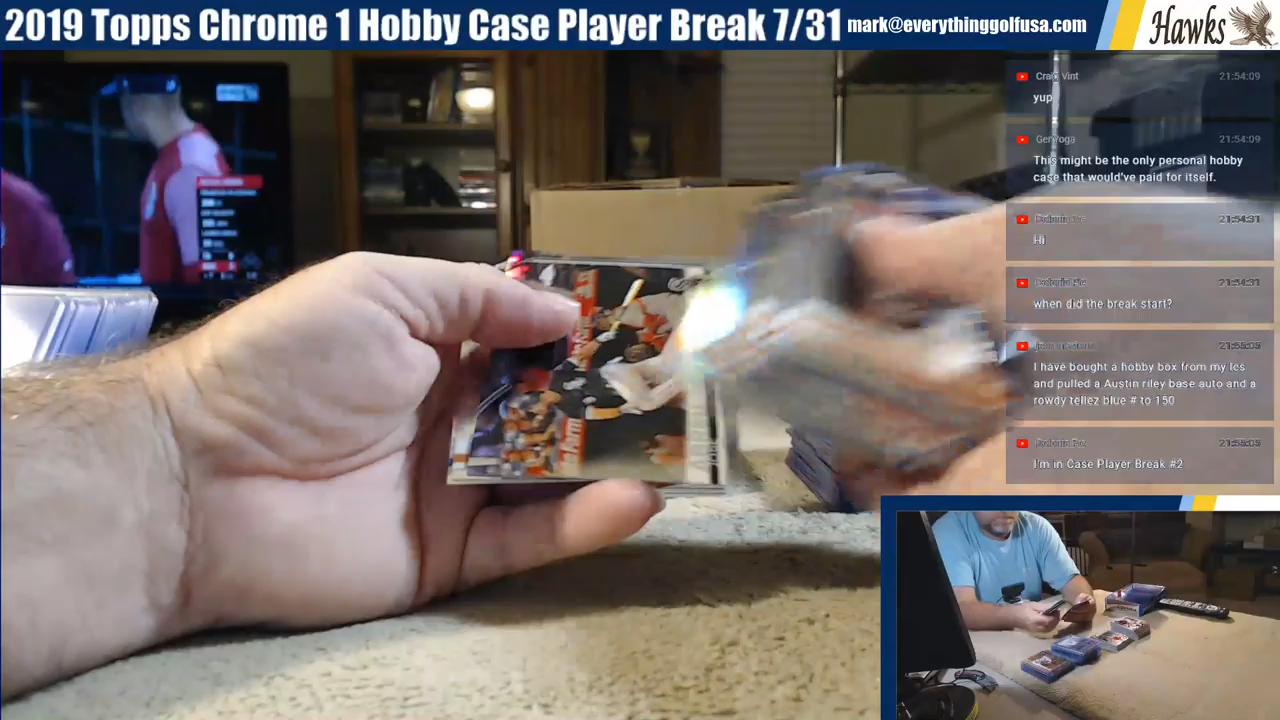 2019 Topps Chrome 1 Hobby Case Player Break 7/31
mark@everythinggolfusa.com
Hawks
Craig Vint
21:54:09
yup
21:54:09
This might be the only personal hobby
case that would've paid for itself.
21:54:31
Hi
21:54:31
when did the break start?
21:55:05
I have bought a hobby box from my lcs
and pulled a Austin riley base auto and a
rowdy tellez blue # to 150
21:55:05
I'm in Case Player Break #2